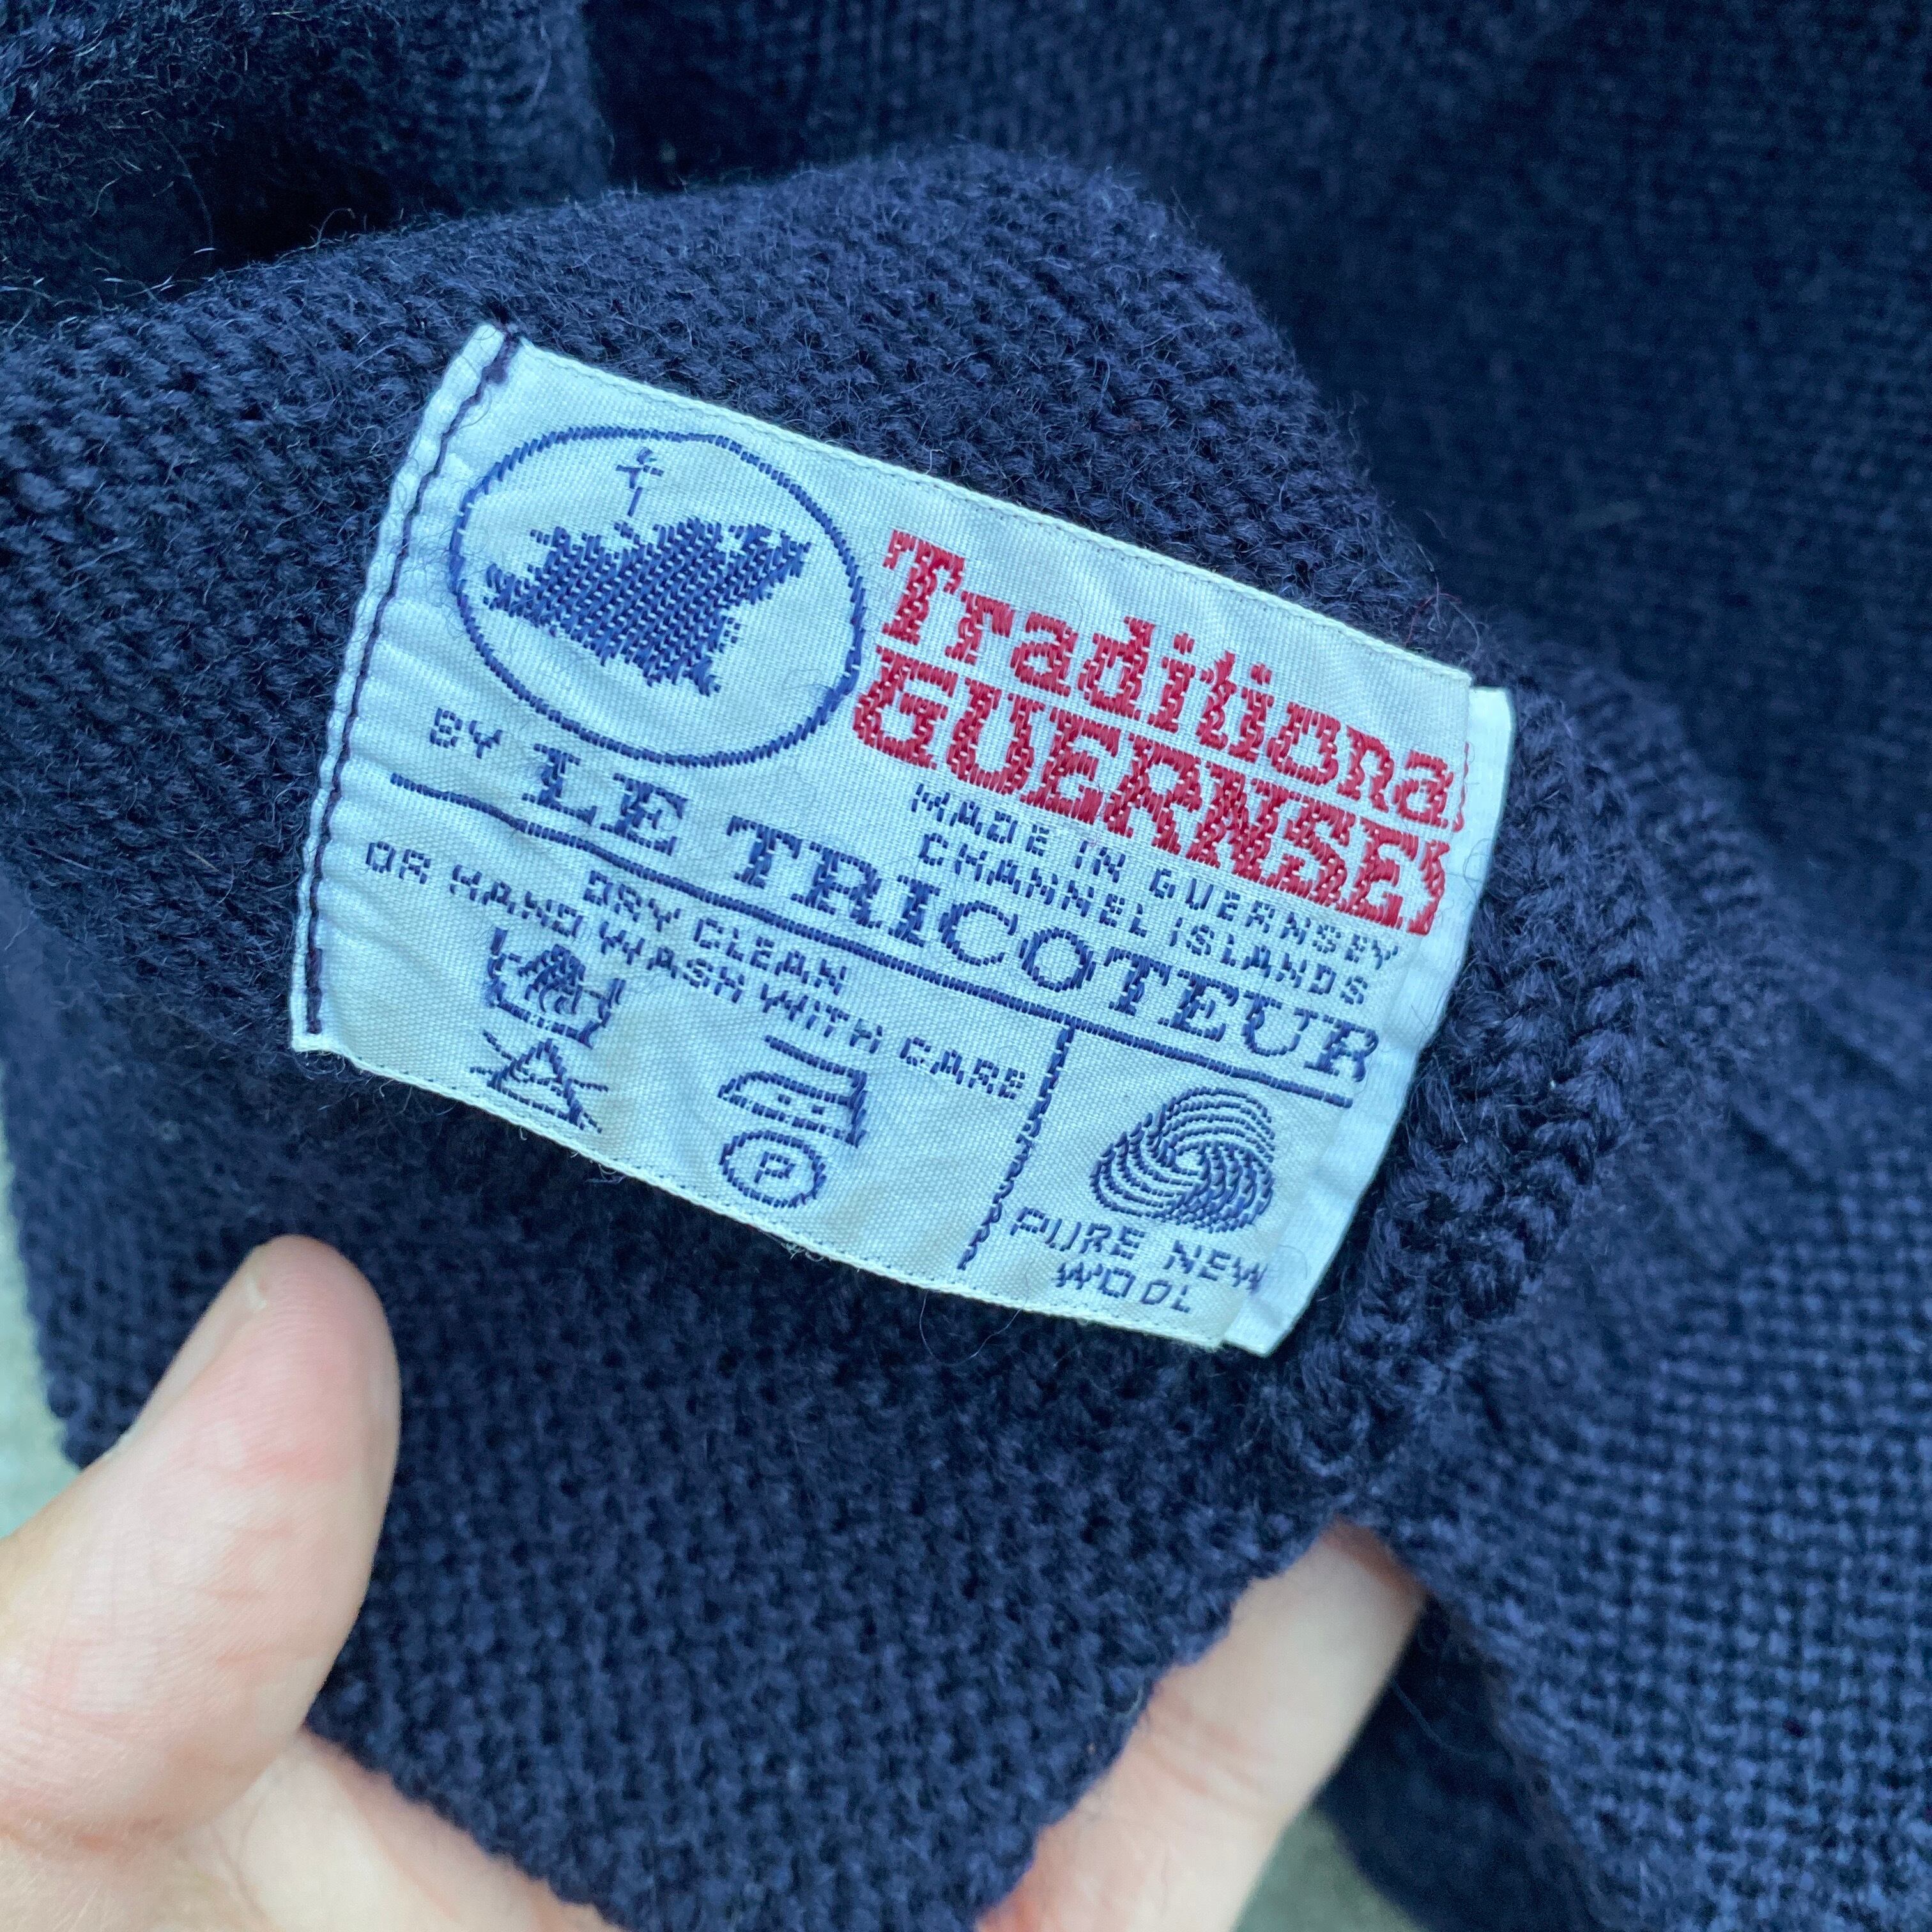 Traditional
GUERNSEY
MADE IN GUERNSEY
CHANNEL ISLANDS
BY LE TRICOTEUR
DRY CLEAN
OR HAND WASH WITH CARE
P
PURE NEW
WOOL